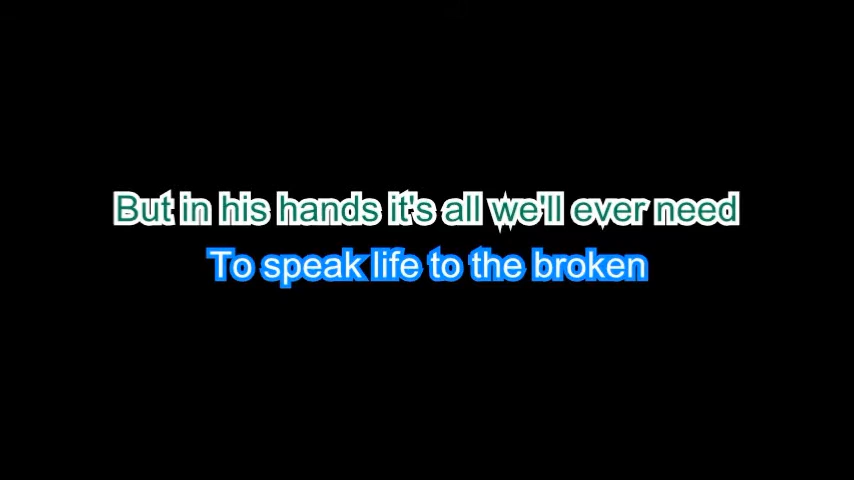 But in his hands it's all we'll ever need
To speak life to the broken